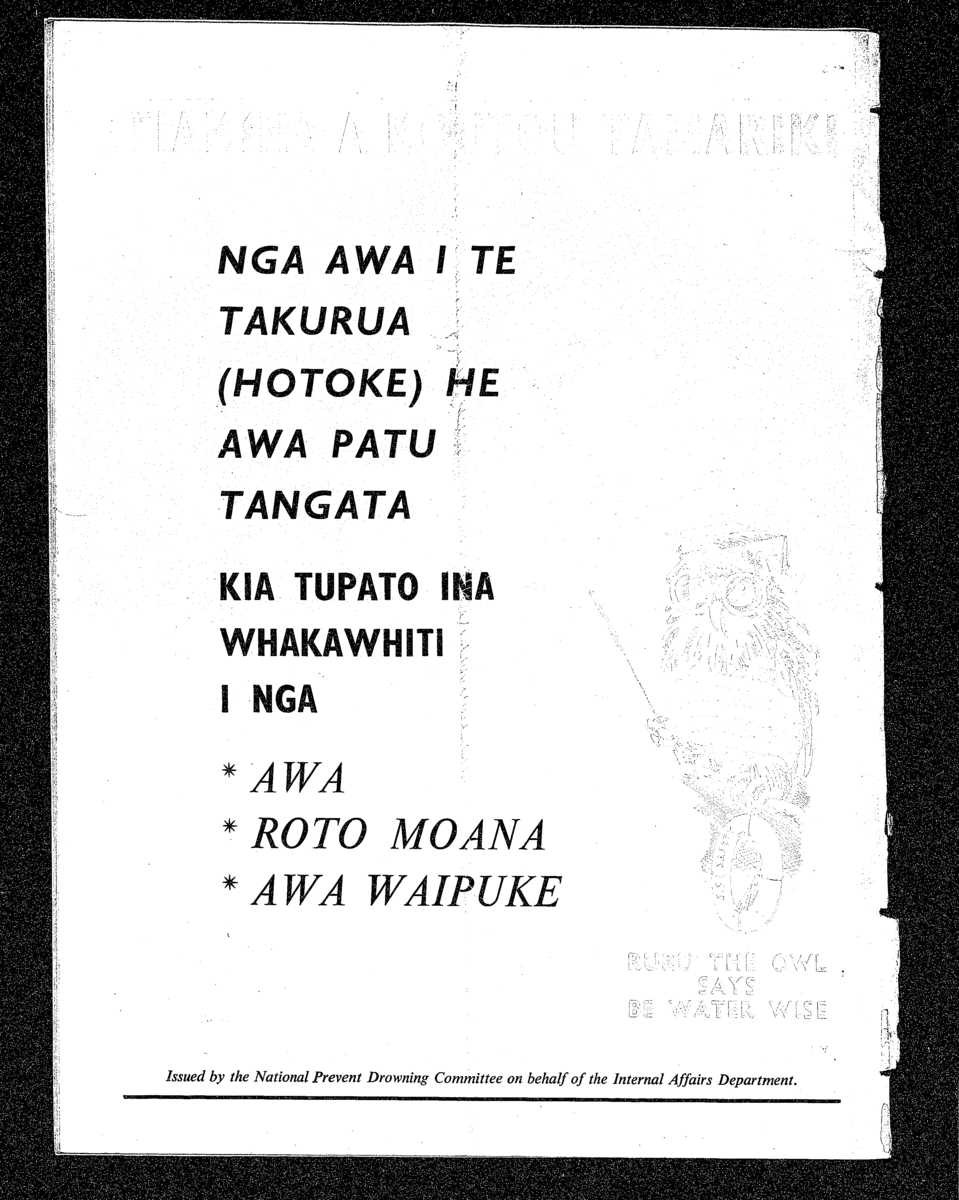 TAMARIKI
NGA AWA I TE
TAKURUA
(HOTOKE) HE
AWA PATU
TANGATA
KIA TUPATO INA
WHAKAWHITI
I NGA
* AWA
* ROTO MOANA
* AWA WAIPUKE
RURU THE OWL
SAYS
BE WATER WISE
Issued by the National Prevent Drowning Committee on behalf of the Internal Affairs Department.